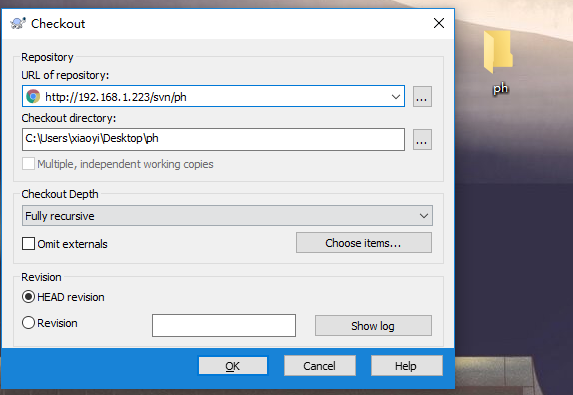 Checkout
Repository
URL of repository:
http://192.168.1.223/svn/ph
...
Checkout directory:
C:\Users\xiaoyi\Desktop\ph
...
Multiple, independent working copies
Checkout Depth
Fully recursive
Omit externals
Choose items...
Revision
HEAD revision
Revision
Show log
OK
Cancel
Help
ph